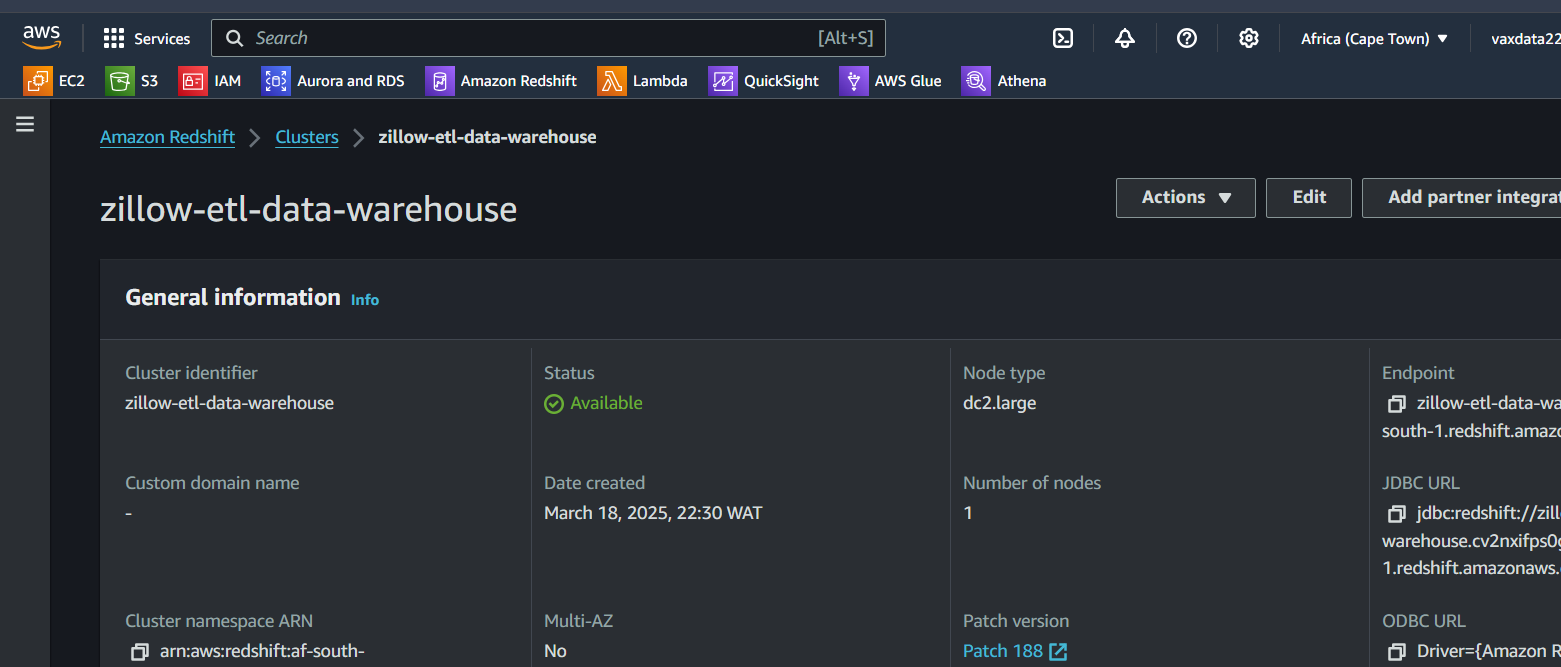 aws Services Search [Alt+S] Africa (Cape Town) vaxdata22
EC2 S3 IAM Aurora and RDS Amazon Redshift Lambda QuickSight AWS Glue Athena
Amazon Redshift Clusters zillow-etl-data-warehouse
zillow-etl-data-warehouse
Actions Edit Add partner integrat
General information Info
Cluster identifier
zillow-etl-data-warehouse
Status
Available
Node type
dc2.large
Endpoint
zillow-etl-data-wa
south-1.redshift.amazo
Custom domain name
-
Date created
March 18, 2025, 22:30 WAT
Number of nodes
1
JDBC URL
jdbc:redshift://zill
warehouse.cv2nxifps0g
1.redshift.amazonaws.
Cluster namespace ARN
arn:aws:redshift:af-south-
Multi-AZ
No
Patch version
Patch 188
ODBC URL
Driver={Amazon R